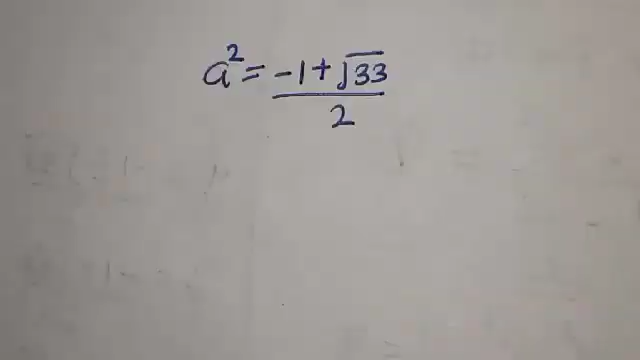 a² = (-1 + √33) / 2